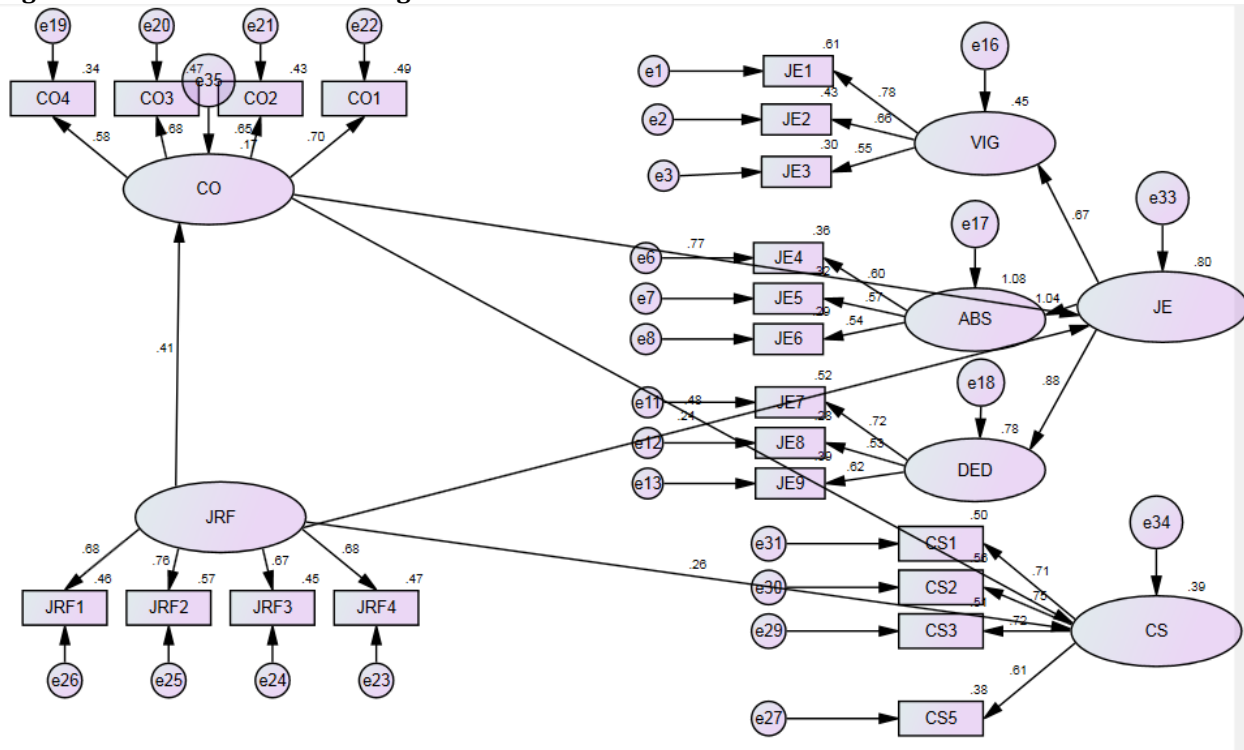 e19 e20 e21 e22
.34 .47 e35 .43 .49
CO4 CO3 CO2 CO1
.58 .68 .65 .70
.17
CO
.41
JRF
.68 .76 .67 .68
.46 .57 .45 .47
JRF1 JRF2 JRF3 JRF4
e26 e25 e24 e23
.61 e16
e1 JE1 .78 .45
.43
e2 JE2 .66 VIG
.30 .55
e3 JE3
.67 e33
.36 e17 .80
e6 .77 JE4 .60 1.08
.32
e7 JE5 .57 ABS 1.04 JE
.29
e8 JE6 .54
.52 e18 .88
e11 .48 JE7 .72 .78
.24 .28
e12 JE8 .53 DED
.39
e13 JE9 .62
.50 e34
e31 CS1 .71 .39
.26 .56
e30 CS2 .75 CS
.51
e29 CS3 .72
.38 .61
e27 CS5